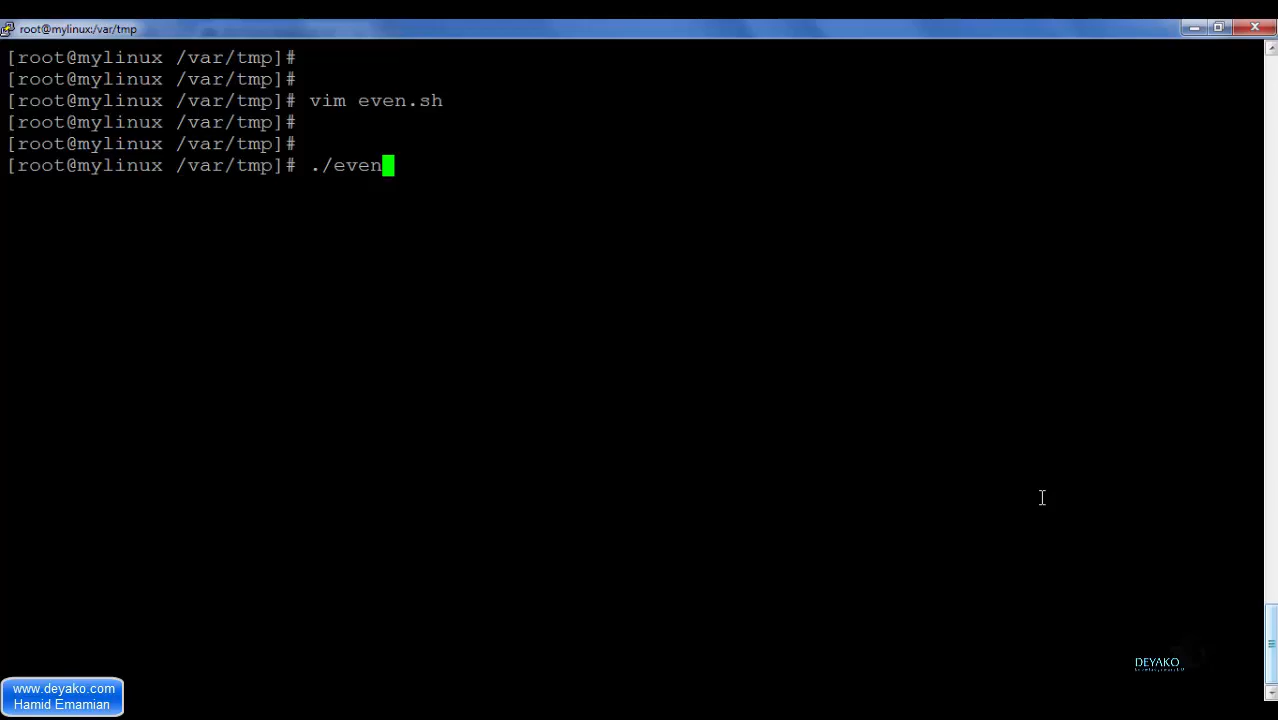 root@mylinux:/var/tmp
[root@mylinux /var/tmp]#
[root@mylinux /var/tmp]#
[root@mylinux /var/tmp]# vim even.sh
[root@mylinux /var/tmp]#
[root@mylinux /var/tmp]#
[root@mylinux /var/tmp]# ./even
DEYAKO
www.deyako.com
Hamid Emamian